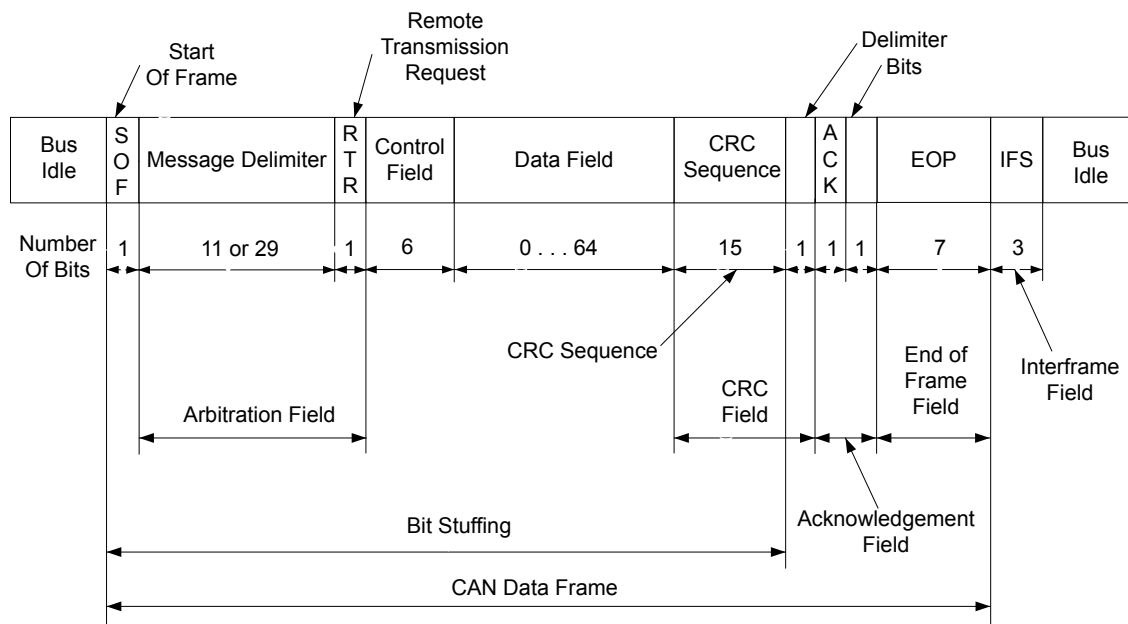 Start
Of Frame
Remote
Transmission
Request
Delimiter
Bits
Bus
Idle
S
O
F
Message Delimiter
R
T
R
Control
Field
Data Field
CRC
Sequence
A
C
K
EOP
IFS
Bus
Idle
Number
Of Bits
1
11 or 29
1
6
0 . . . 64
15
1
1
1
7
3
CRC Sequence
Arbitration Field
CRC
Field
End of
Frame
Field
Interframe
Field
Bit Stuffing
Acknowledgement
Field
CAN Data Frame